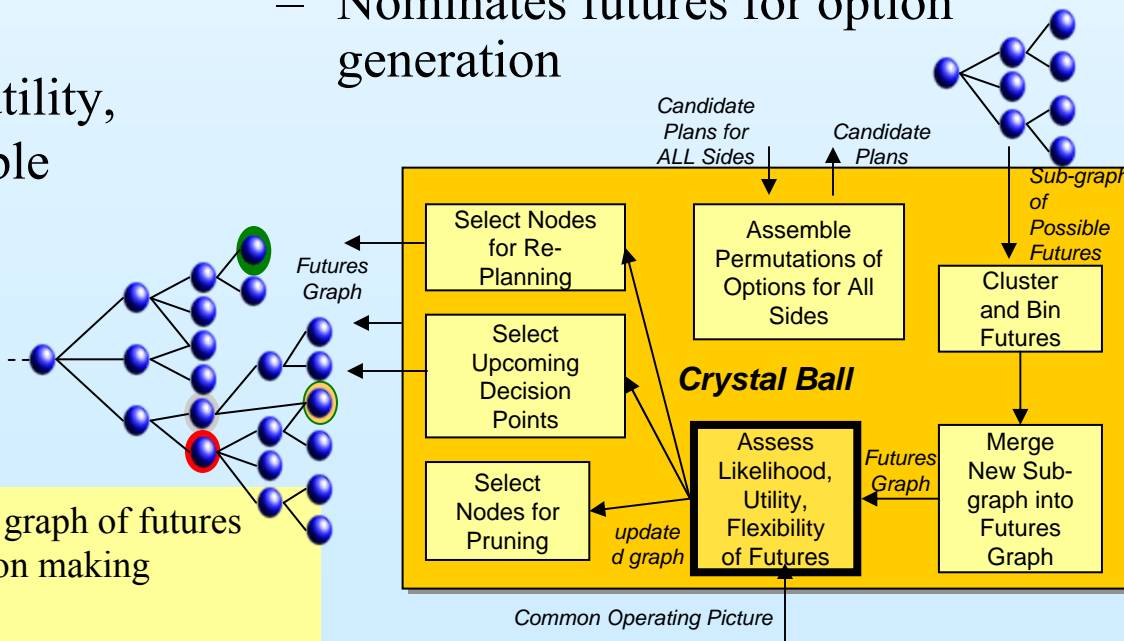 – Nominates futures for option
generation
tility,
ple
Candidate
Plans for
ALL Sides
Candidate
Plans
Sub-graph
of
Possible
Futures
Futures
Graph
Select Nodes
for Re-
Planning
Assemble
Permutations of
Options for All
Sides
Cluster
and Bin
Futures
Select
Upcoming
Decision
Points
Crystal Ball
Assess
Likelihood,
Utility,
Flexibility
of Futures
Futures
Graph
Merge
New Sub-
graph into
Futures
Graph
Select
Nodes for
Pruning
update
d graph
graph of futures
on making
Common Operating Picture